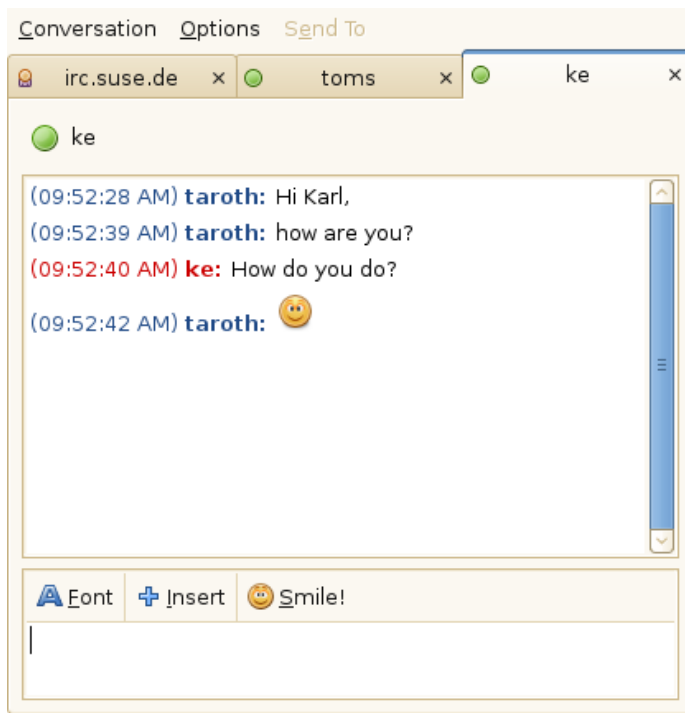 Conversation Options Send To
irc.suse.de toms ke
ke
(09:52:28 AM) taroth: Hi Karl,
(09:52:39 AM) taroth: how are you?
(09:52:40 AM) ke: How do you do?
(09:52:42 AM) taroth:
Font Insert Smile!